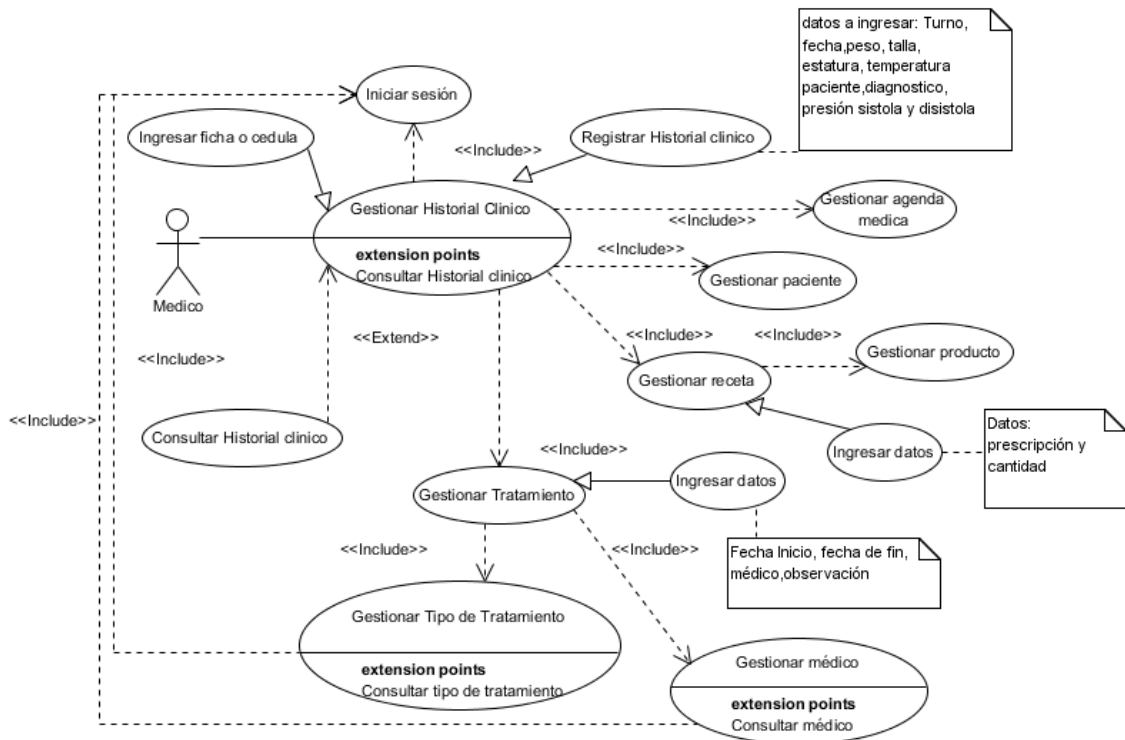 datos a ingresar: Turno,
fecha,peso, talla,
estatura, temperatura
paciente,diagnostico,
presión sistola y disistola
Iniciar sesión
Ingresar ficha o cedula
<<Include>>
Registrar Historial clinico
Gestionar Historial Clinico
extension points
Consultar Historial clinico
<<Include>>
Gestionar agenda
medica
<<Include>>
Gestionar paciente
Medico
<<Include>>
<<Extend>>
<<Include>>
<<Include>>
Gestionar receta
Gestionar producto
<<Include>>
Consultar Historial clinico
<<Include>>
Ingresar datos
Datos:
prescripción y
cantidad
Gestionar Tratamiento
Ingresar datos
<<Include>>
<<Include>>
Fecha Inicio, fecha de fin,
médico,observación
Gestionar Tipo de Tratamiento
extension points
Consultar tipo de tratamiento
Gestionar médico
extension points
Consultar médico